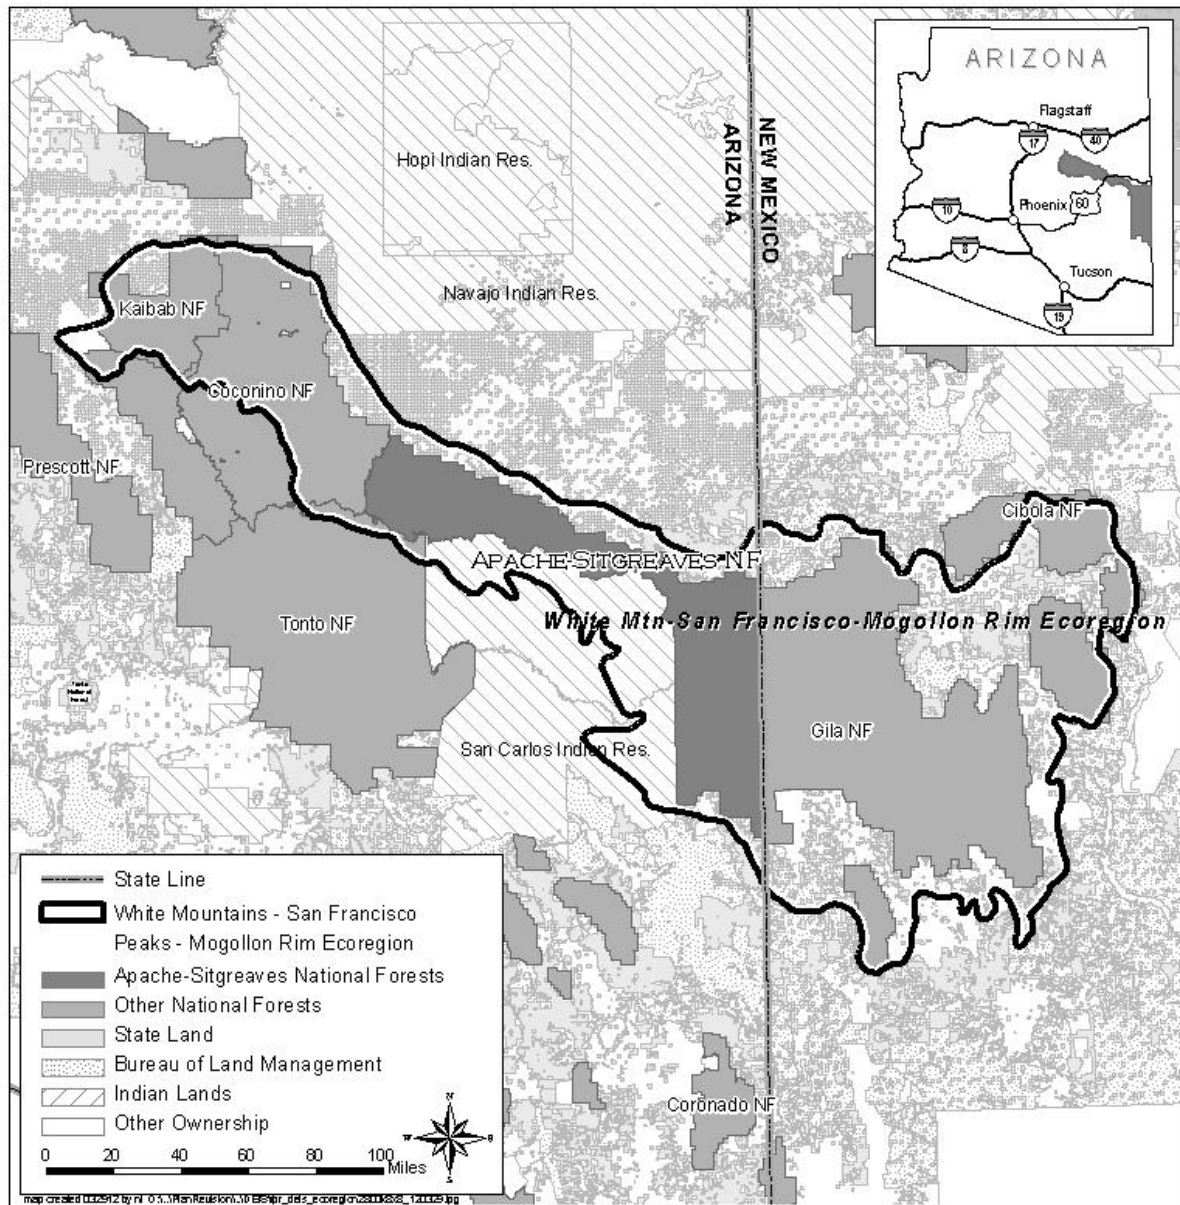 ARIZONA
Flagstaff
17
40
Phoenix
60
10
8
Tucson
19
NEW MEXICO
ARIZONA
Hopi Indian Res.
Navajo Indian Res.
Kaibab NF
Coconino NF
Prescott NF
Cibola NF
APACHE-SITGREAVES NF
White Mtn-San Francisco-Mogollon Rim Ecoregion
Tonto NF
Gila NF
San Carlos Indian Res.
Coronado NF
State Line
White Mountains - San Francisco
Peaks - Mogollon Rim Ecoregion
Apache-Sitgreaves National Forests
Other National Forests
State Land
Bureau of Land Management
Indian Lands
Other Ownership
0 20 40 60 80 100
Miles
N
W E
S